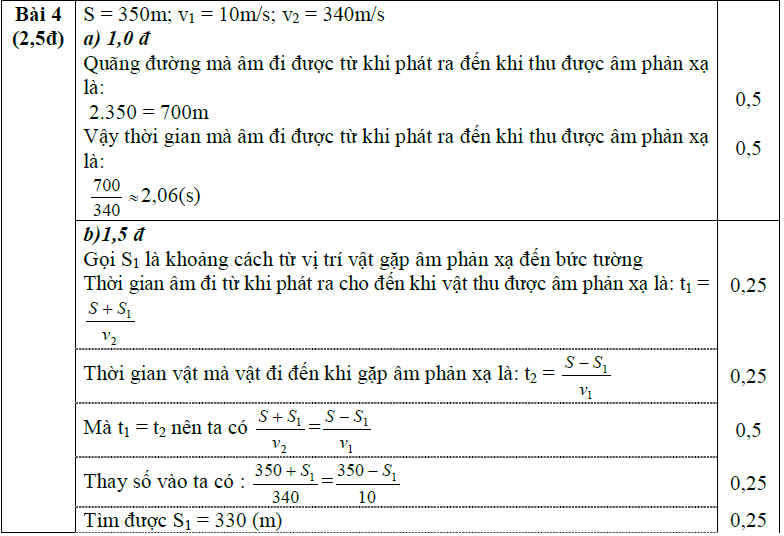 Bài 4
(2,5đ)
S = 350m; v₁ = 10m/s; v₂ = 340m/s
a) 1,0 đ
Quãng đường mà âm đi được từ khi phát ra đến khi thu được âm phản xạ
là:
2.350 = 700m
0,5
Vậy thời gian mà âm đi được từ khi phát ra đến khi thu được âm phản xạ
là:
0,5
700/340 ≈ 2,06(s)
b)1,5 đ
Gọi S₁ là khoảng cách từ vị trí vật gặp âm phản xạ đến bức tường
Thời gian âm đi từ khi phát ra cho đến khi vật thu được âm phản xạ là: t₁ =
(S + S₁)/v₂
0,25
Thời gian vật mà vật đi đến khi gặp âm phản xạ là: t₂ = (S − S₁)/v₁
0,25
Mà t₁ = t₂ nên ta có (S + S₁)/v₂ = (S − S₁)/v₁
0,5
Thay số vào ta có : (350 + S₁)/340 = (350 − S₁)/10
0,25
Tìm được S₁ = 330 (m)
0,25